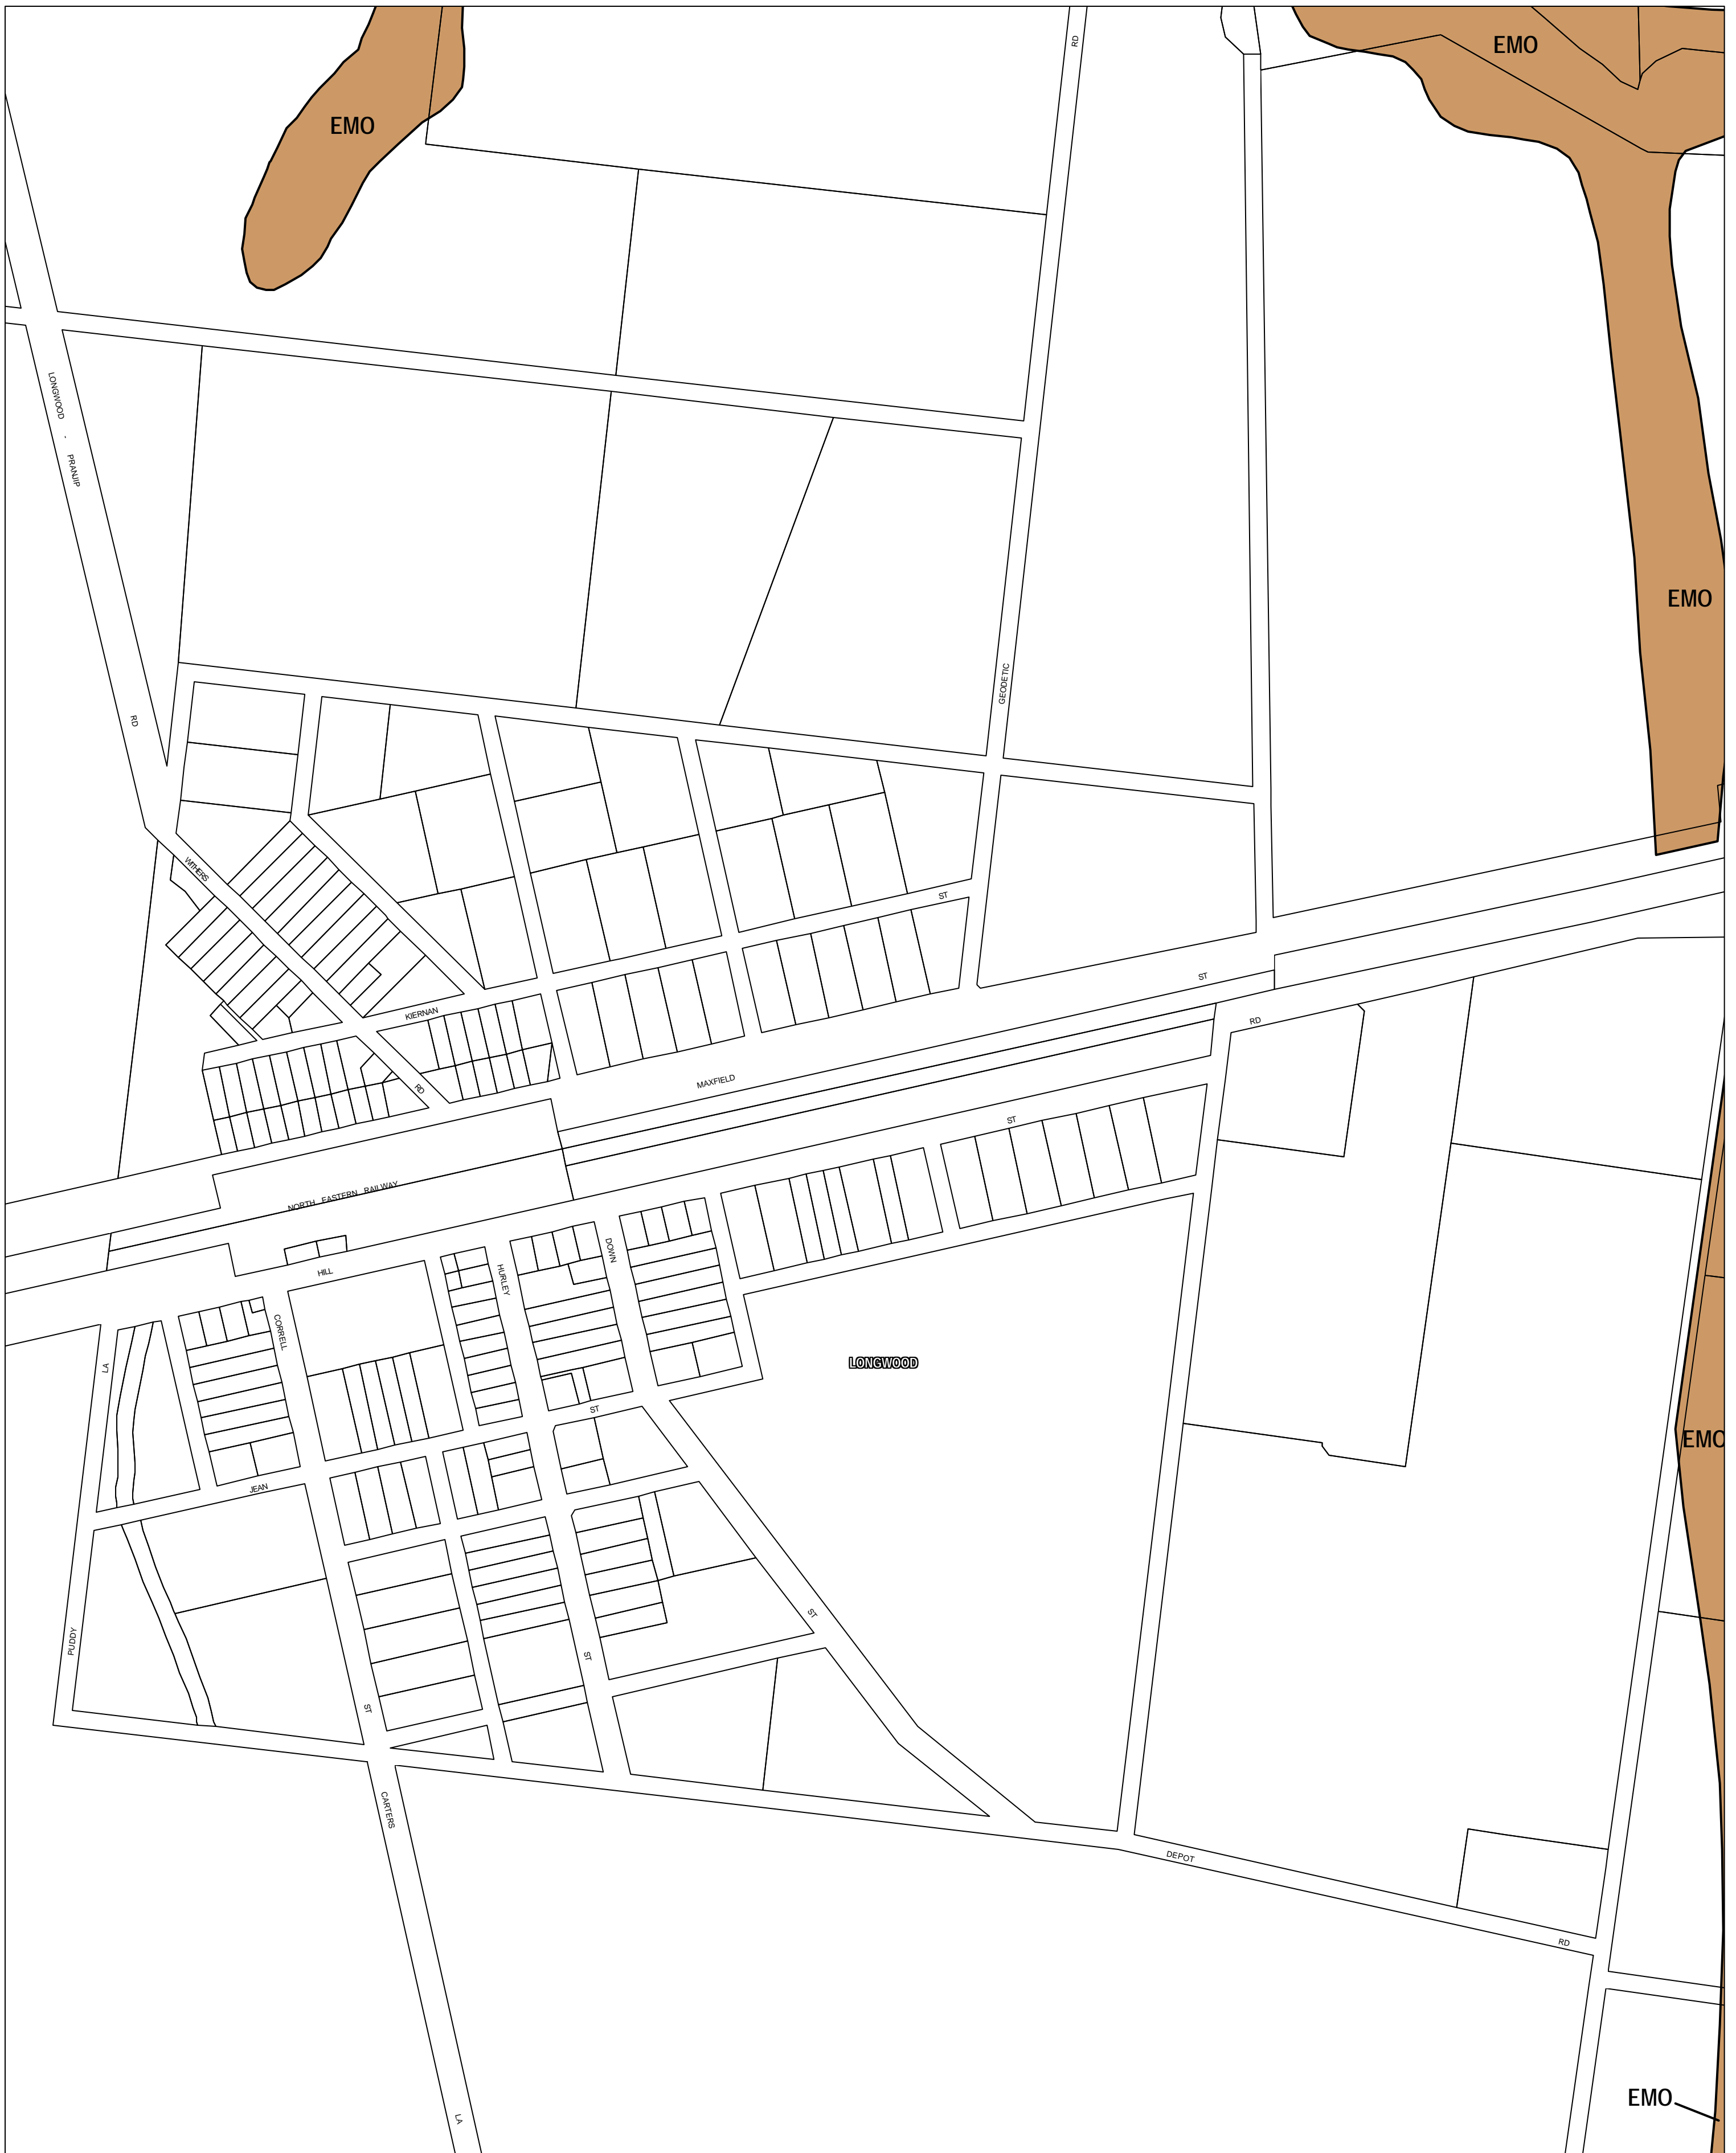 RD
EMO
EMO
LONGWOOD - PRANJIP
EMO
GEODETIC
RD
WITHERS
ST
ST
KIERNAN
RD
MAXFIELD
RD
ST
NORTH EASTERN RAILWAY
DOWN
HILL
HURLEY
CORRELL
LONGWOOD
LA
ST
EMO
JEAN
ST
PUDDY
ST
ST
CARTERS
DEPOT
RD
EMO
LA